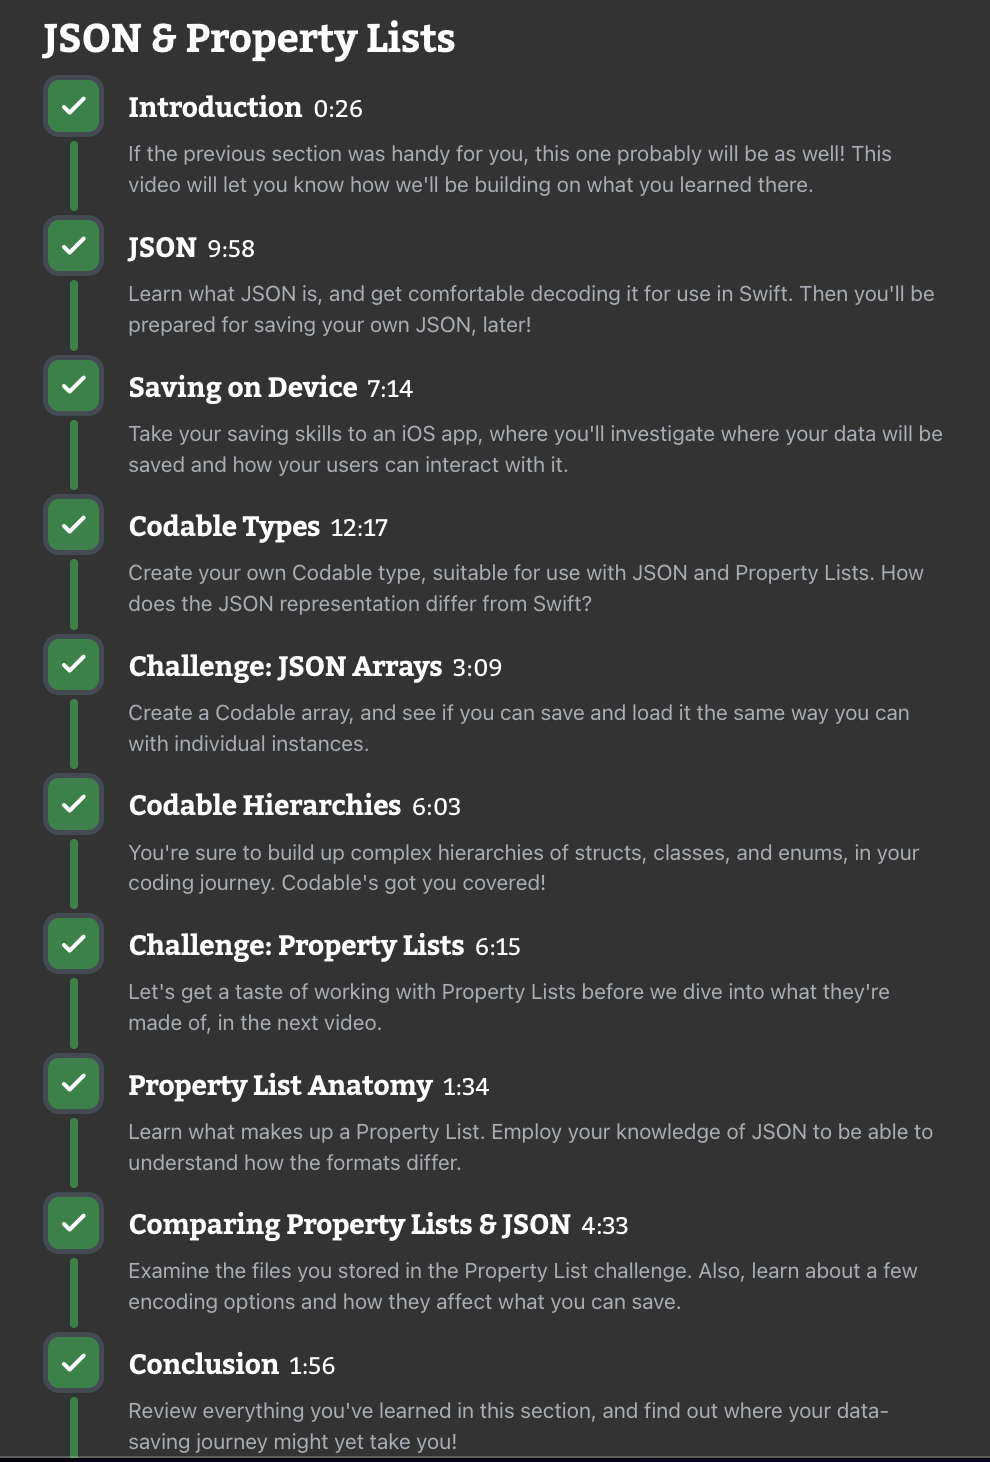 JSON & Property Lists
Introduction 0:26
If the previous section was handy for you, this one probably will be as well! This
video will let you know how we'll be building on what you learned there.
JSON 9:58
Learn what JSON is, and get comfortable decoding it for use in Swift. Then you'll be
prepared for saving your own JSON, later!
Saving on Device 7:14
Take your saving skills to an iOS app, where you'll investigate where your data will be
saved and how your users can interact with it.
Codable Types 12:17
Create your own Codable type, suitable for use with JSON and Property Lists. How
does the JSON representation differ from Swift?
Challenge: JSON Arrays 3:09
Create a Codable array, and see if you can save and load it the same way you can
with individual instances.
Codable Hierarchies 6:03
You're sure to build up complex hierarchies of structs, classes, and enums, in your
coding journey. Codable's got you covered!
Challenge: Property Lists 6:15
Let's get a taste of working with Property Lists before we dive into what they're
made of, in the next video.
Property List Anatomy 1:34
Learn what makes up a Property List. Employ your knowledge of JSON to be able to
understand how the formats differ.
Comparing Property Lists & JSON 4:33
Examine the files you stored in the Property List challenge. Also, learn about a few
encoding options and how they affect what you can save.
Conclusion 1:56
Review everything you've learned in this section, and find out where your data-
saving journey might yet take you!